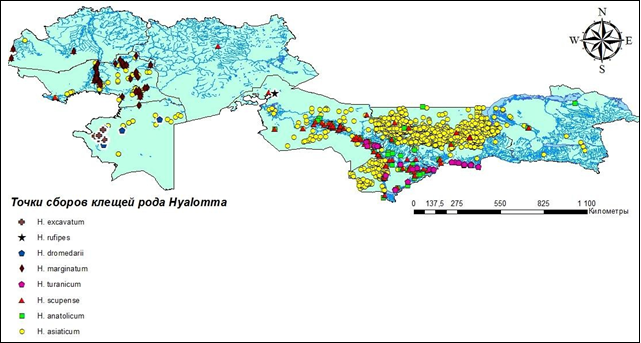 N
W E
S
Точки сборов клещей рода Hyalomma
H. excavatum
H. rufipes
H. dromedarii
H. marginatum
H. turanicum
H. scupense
H. anatolicum
H. asiaticum
0 137,5 275 550 825 1 100
Километры